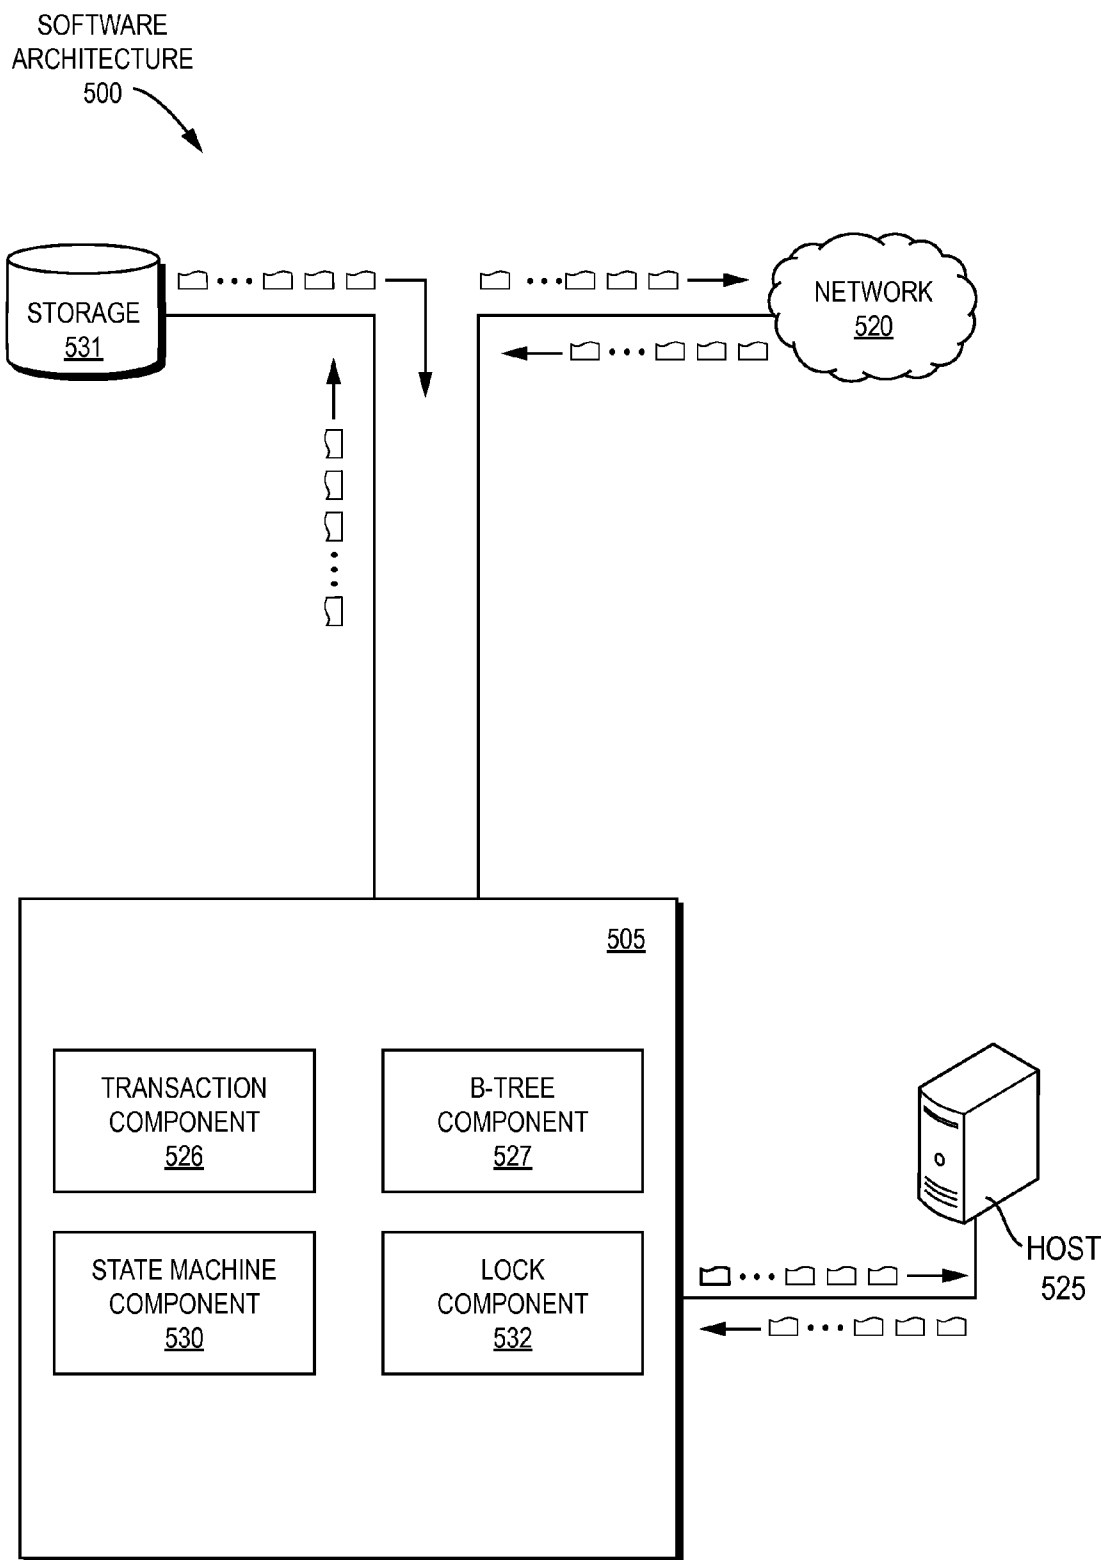 SOFTWARE
ARCHITECTURE
500
STORAGE
531
NETWORK
520
505
TRANSACTION
COMPONENT
526
B-TREE
COMPONENT
527
STATE MACHINE
COMPONENT
530
LOCK
COMPONENT
532
HOST
525